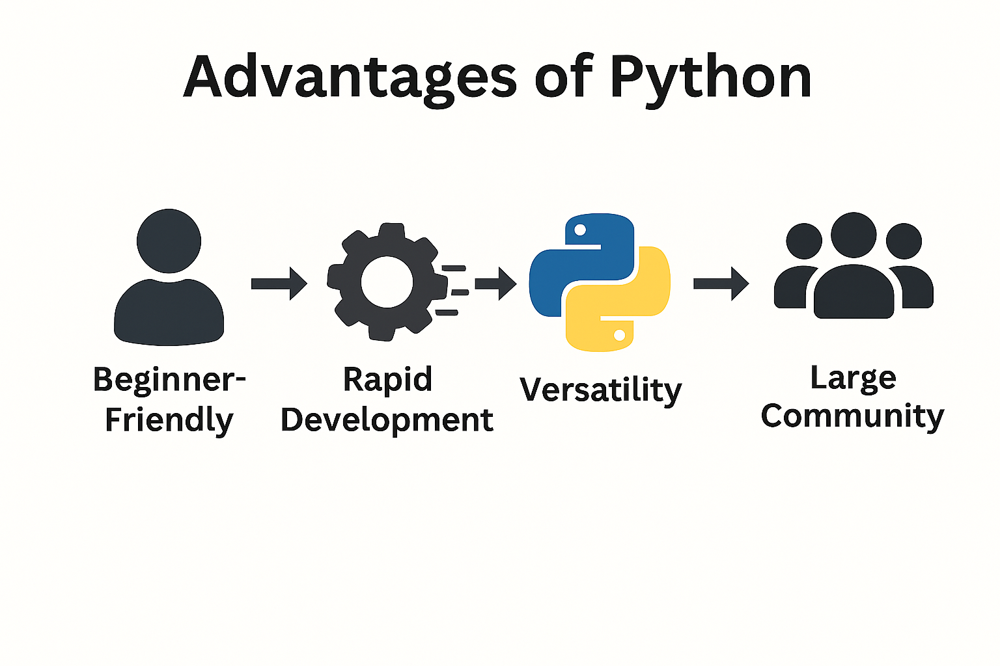 Advantages of Python
Beginner-
Friendly
Rapid
Development
Versatility
Large
Community